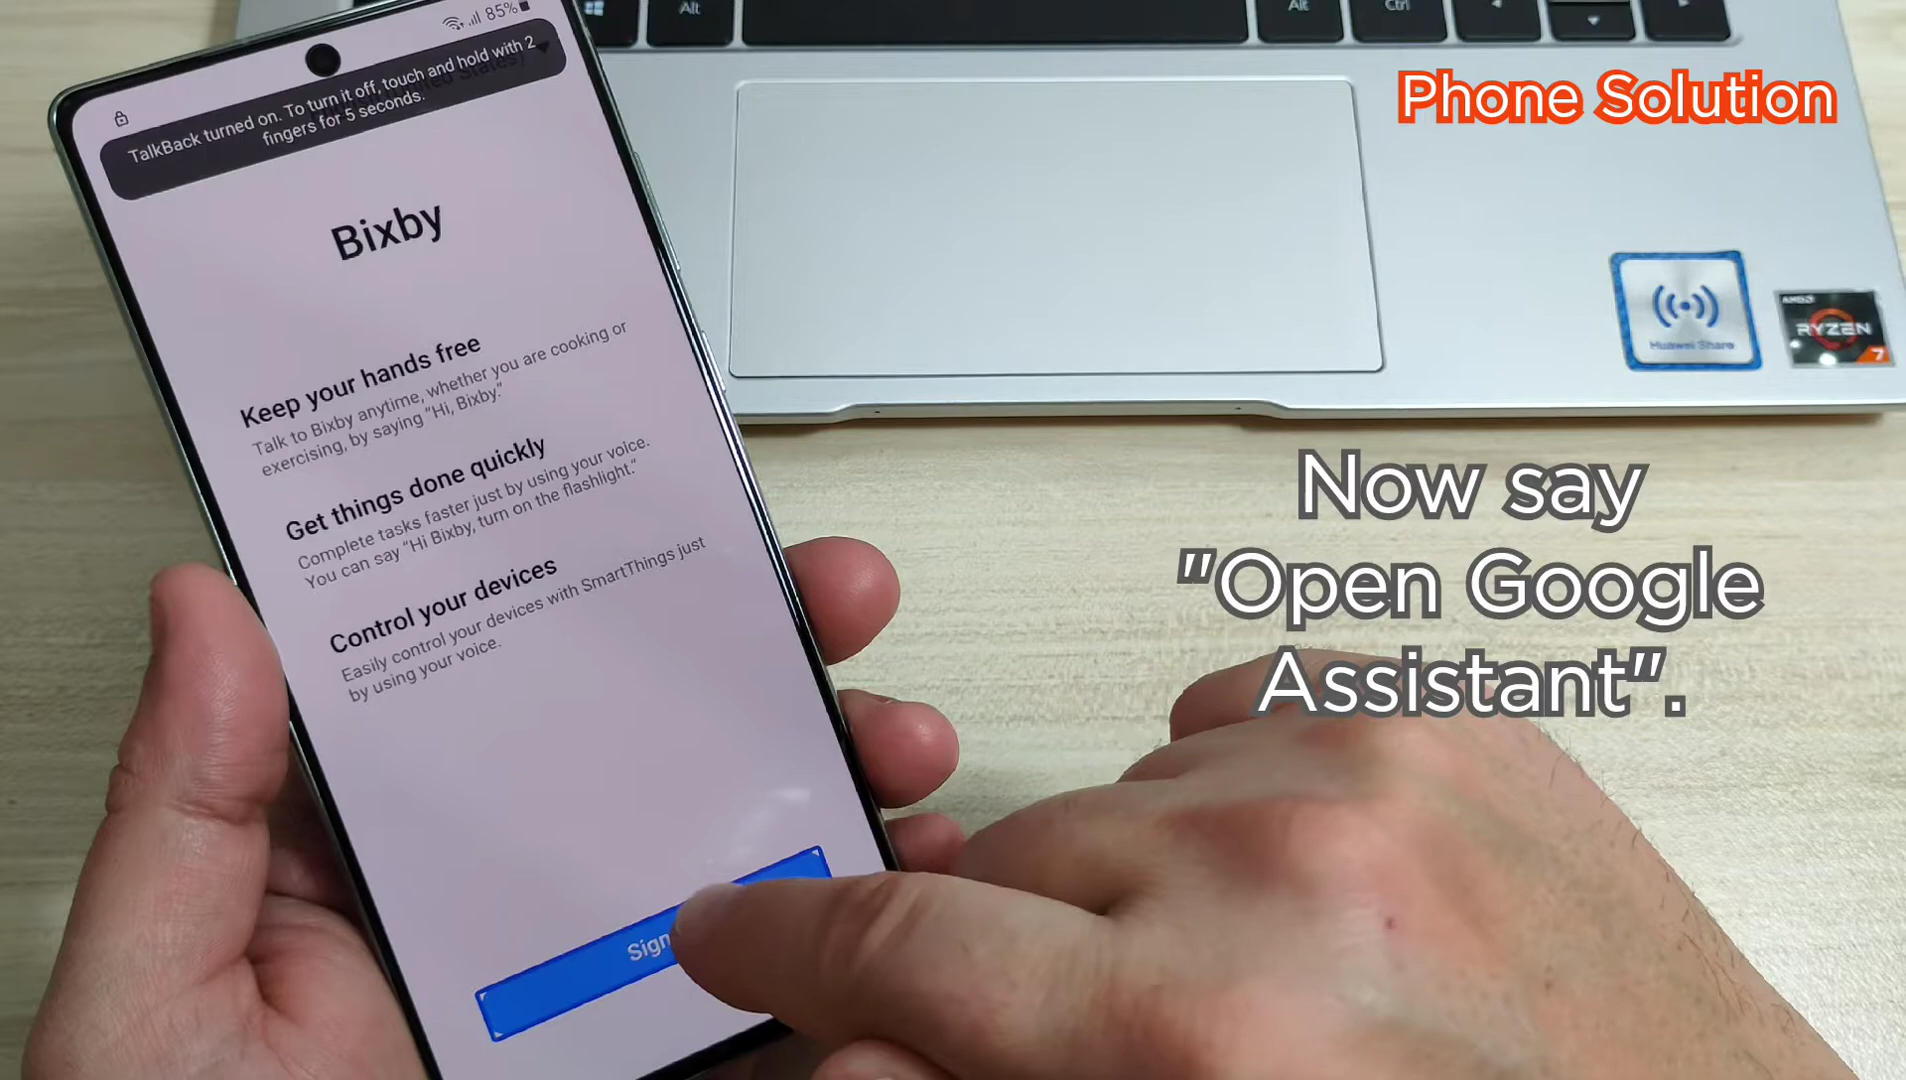 Alt
Alt
Ctrl
85%
TalkBack turned on. To turn it off, touch and hold with 2
fingers for 5 seconds.
Phone Solution
Bixby
Keep your hands free
Talk to Bixby anytime, whether you are cooking or
exercising, by saying “Hi, Bixby.”
Get things done quickly
Complete tasks faster just by using your voice.
You can say “Hi Bixby, turn on the flashlight.”
Control your devices
Easily control your devices with SmartThings just
by using your voice.
Sign
Huawei Share
AMD
RYZEN
7
Now say
"Open Google
Assistant".